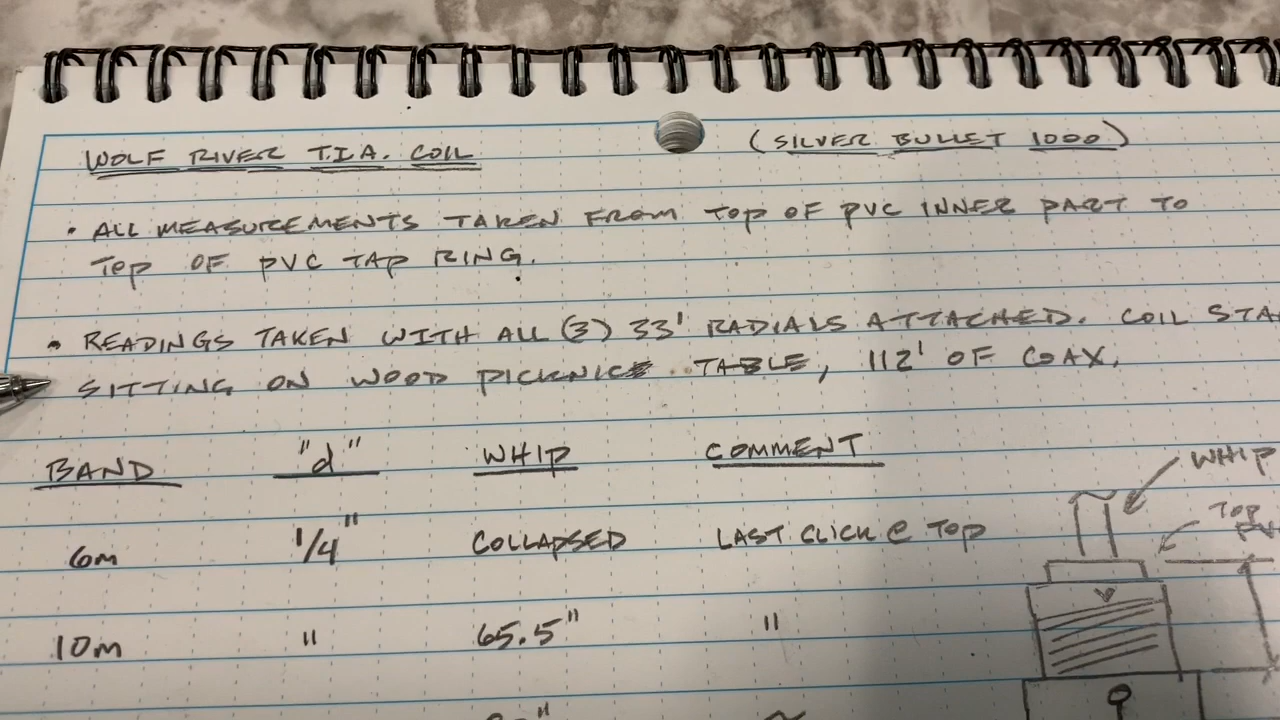 WOLF RIVER T.I.A. COIL (SILVER BULLET 1000)
• ALL MEASUREMENTS TAKEN FROM TOP OF PVC INNER PART TO
TOP OF PVC TAP RING.
• READINGS TAKEN WITH ALL (3) 33' RADIALS ATTACHED. COIL
SITTING ON WOOD PICKNIC TABLE, 112' OF COAX.
BAND "d" WHIP COMMENT
WHIP
TOP
6m 1/4" COLLAPSED LAST CLICK @ TOP
10m " 65.5" "